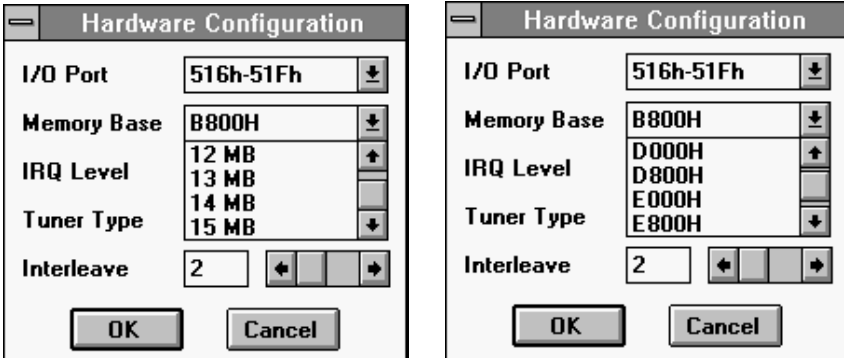 Hardware Configuration
I/O Port 516h-51Fh
Memory Base B800H
12 MB
IRQ Level 13 MB
14 MB
Tuner Type 15 MB
Interleave 2
OK Cancel
Hardware Configuration
I/O Port 516h-51Fh
Memory Base B800H
D000H
IRQ Level D800H
E000H
Tuner Type E800H
Interleave 2
OK Cancel